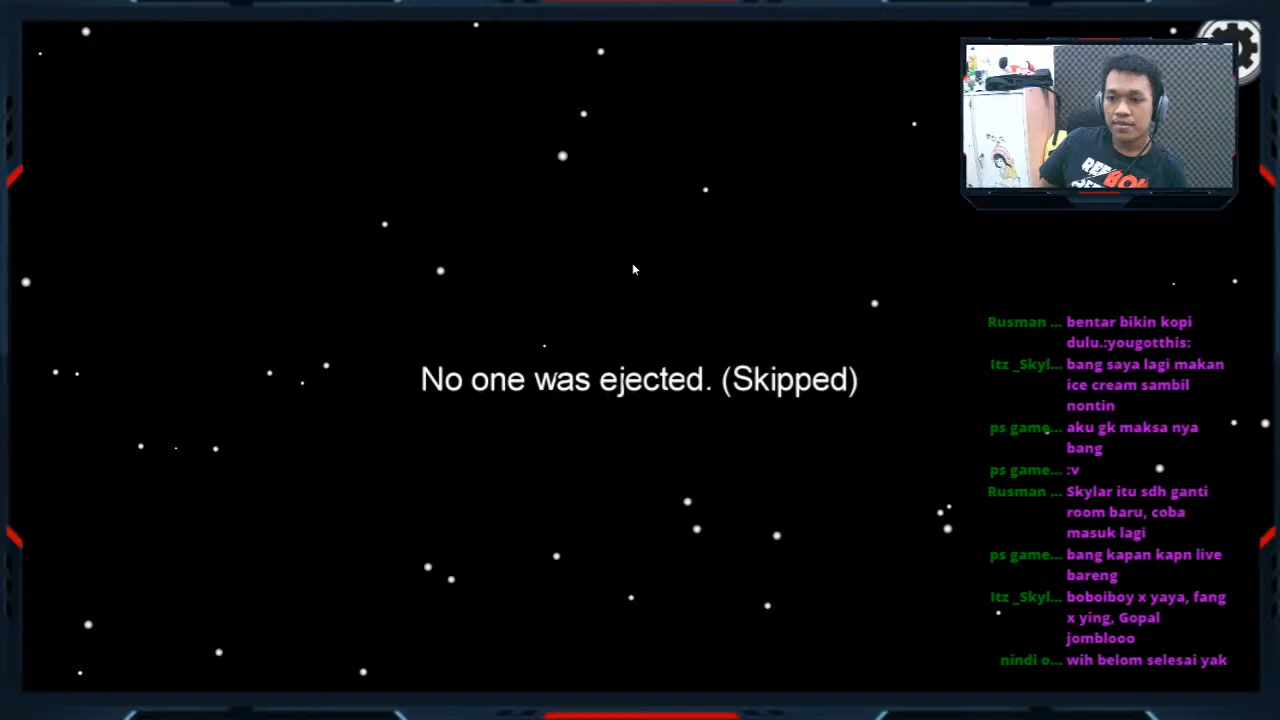 No one was ejected. (Skipped)
Rusman ... bentar bikin kopi
dulu.:yougotthis:
Itz _Skyl... bang saya lagi makan
ice cream sambil
nontin
ps game... aku gk maksa nya
bang
ps game... :v
Rusman ... Skylar itu sdh ganti
room baru, coba
masuk lagi
ps game... bang kapan kapn live
bareng
Itz _Skyl... boboiboy x yaya, fang
x ying, Gopal
jomblooo
nindi o... wih belom selesai yak